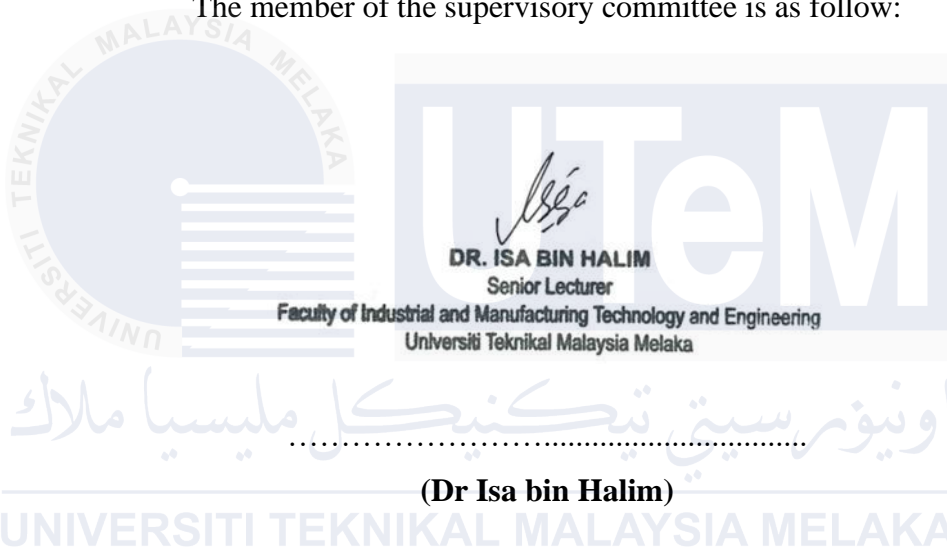 The member of the supervisory committee is as follow:
UNIVERSITI TEKNIKAL MALAYSIA MELAKA
UTeM
DR. ISA BIN HALIM
Senior Lecturer
Faculty of Industrial and Manufacturing Technology and Engineering
Universiti Teknikal Malaysia Melaka
اونيۏرسيتي تيكنيكل مليسيا ملاك
……………………...................................
(Dr Isa bin Halim)
UNIVERSITI TEKNIKAL MALAYSIA MELAKA